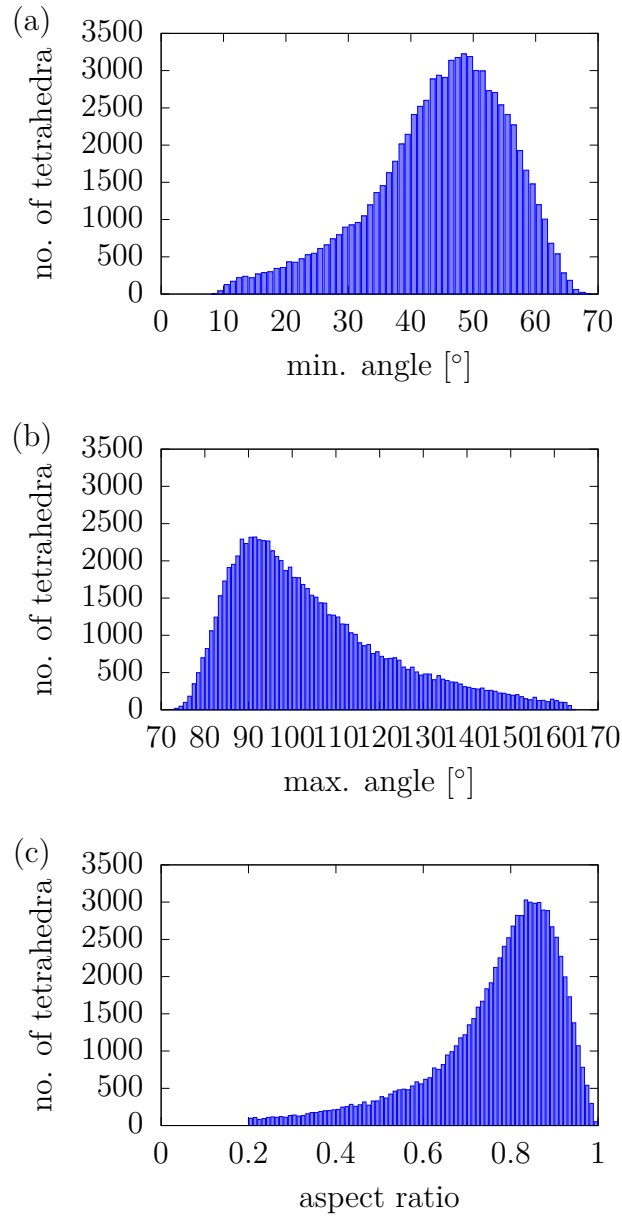 (a)
no. of tetrahedra
3500
3000
2500
2000
1500
1000
500
0
0 10 20 30 40 50 60 70
min. angle [°]
(b)
no. of tetrahedra
3500
3000
2500
2000
1500
1000
500
0
70 80 90 100 110 120 130 140 150 160 170
max. angle [°]
(c)
no. of tetrahedra
3500
3000
2500
2000
1500
1000
500
0
0 0.2 0.4 0.6 0.8 1
aspect ratio